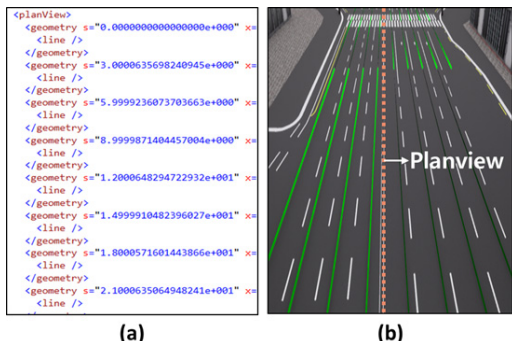 <planView>
<geometry s="0.0000000000000000e+000" x=
<line />
</geometry>
<geometry s="3.0000635698240945e+000" x=
<line />
</geometry>
<geometry s="5.9999236073703663e+000" x=
<line />
</geometry>
<geometry s="8.9999871404457004e+000" x=
<line />
</geometry>
<geometry s="1.2000648294722932e+001" x=
<line />
</geometry>
<geometry s="1.4999910482396027e+001" x=
<line />
</geometry>
<geometry s="1.8000571601443866e+001" x=
<line />
</geometry>
<geometry s="2.1000635064948241e+001" x=
<line />
Planview
(a)
(b)